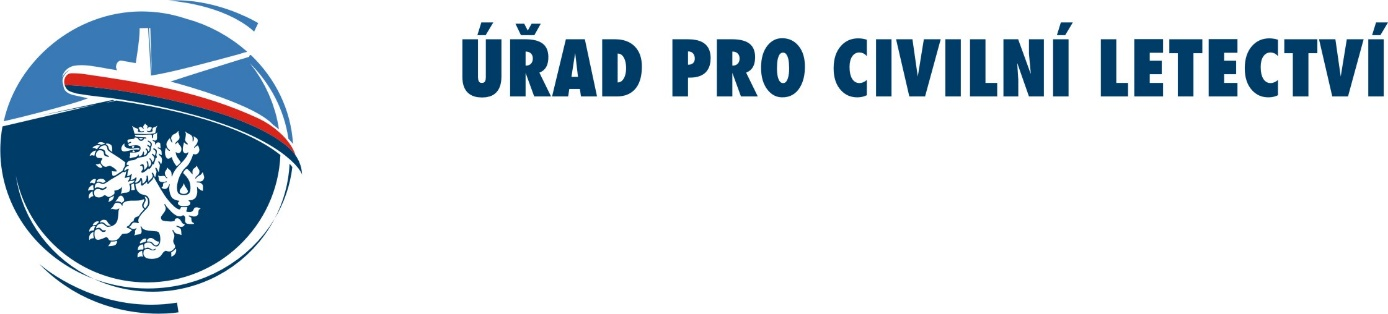 ÚŘAD PRO CIVILNÍ LETECTVÍ